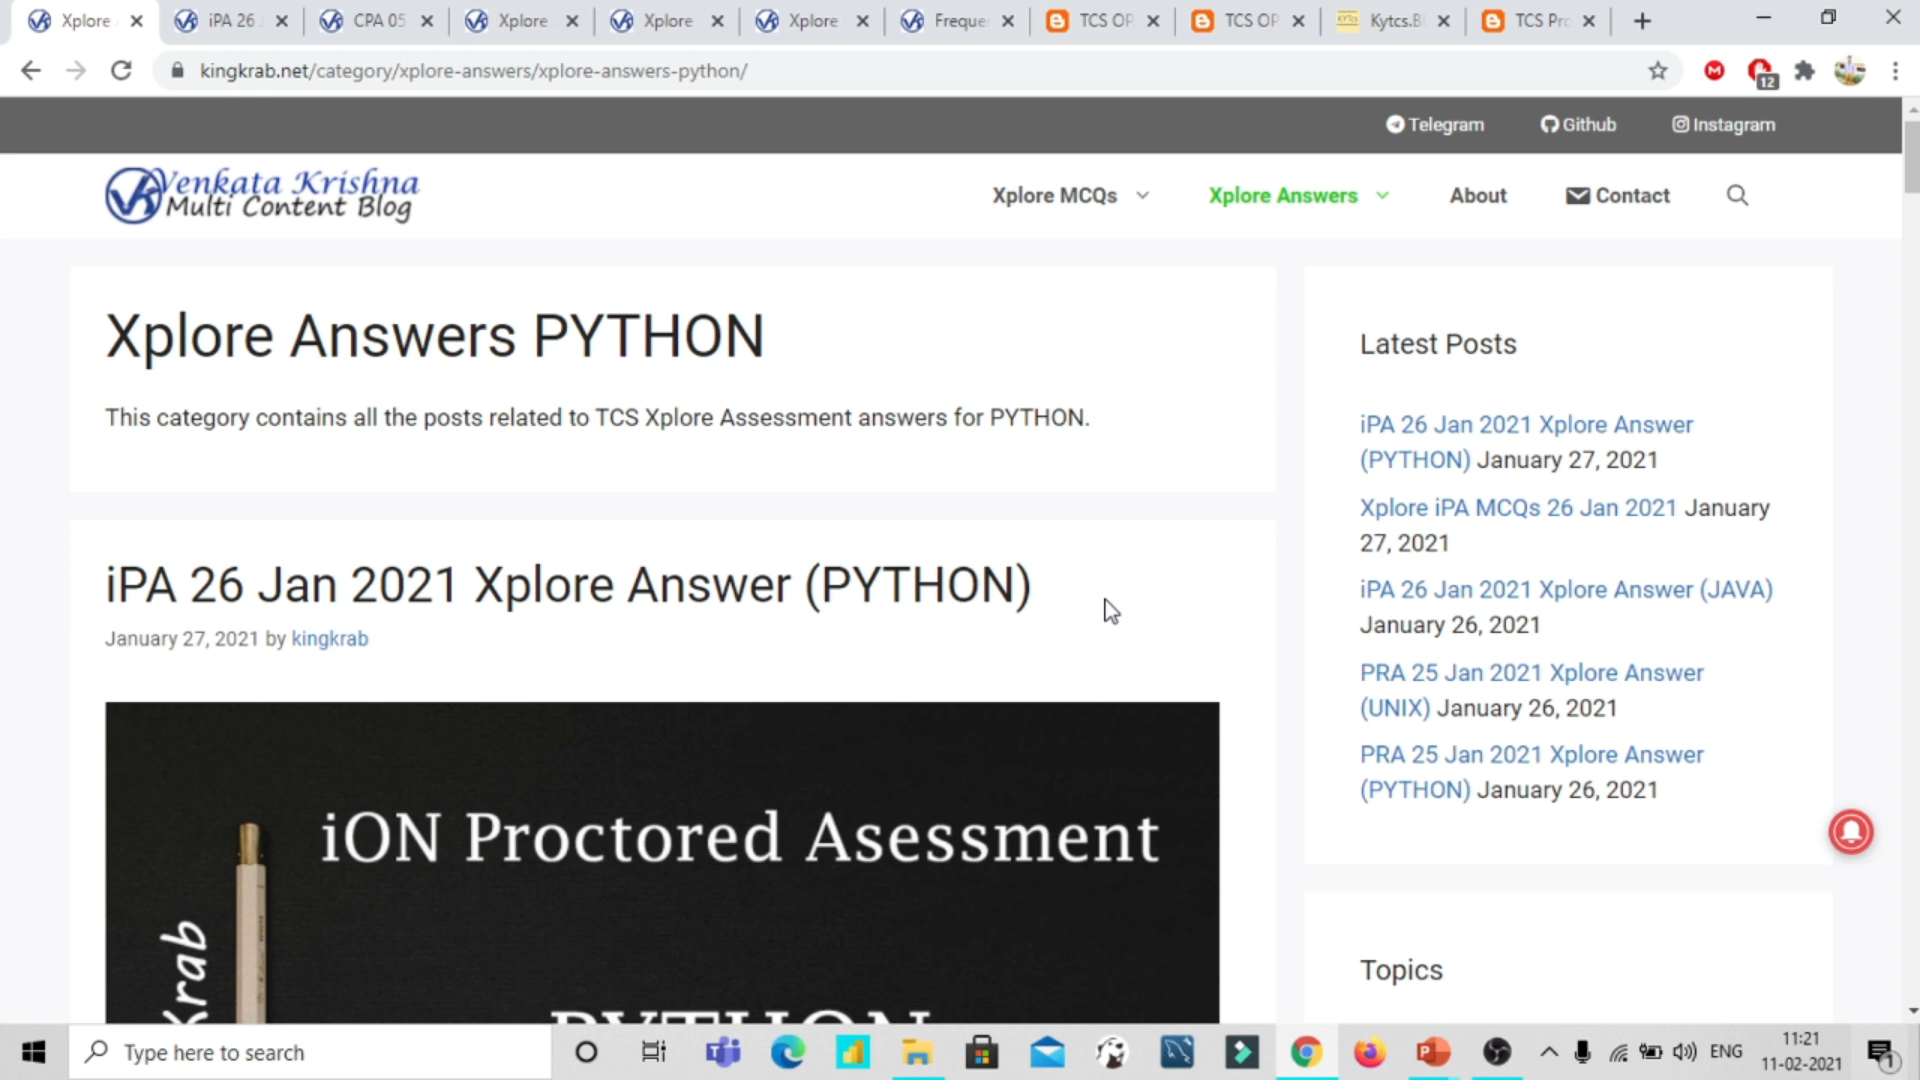 Xplore
iPA 26
CPA 05
Xplore
Xplore
Xplore
Freque
TCS OP
TCS OP
Kytcs.Bl
TCS Pro
kingkrab.net/category/xplore-answers/xplore-answers-python/
12
Telegram
Github
Instagram
Venkata Krishna
Multi Content Blog
Xplore MCQs
Xplore Answers
About
Contact
Xplore Answers PYTHON
This category contains all the posts related to TCS Xplore Assessment answers for PYTHON.
iPA 26 Jan 2021 Xplore Answer (PYTHON)
January 27, 2021 by kingkrab
iON Proctored Asessment
krab
PYTHON
Latest Posts
iPA 26 Jan 2021 Xplore Answer
(PYTHON) January 27, 2021
Xplore iPA MCQs 26 Jan 2021 January
27, 2021
iPA 26 Jan 2021 Xplore Answer (JAVA)
January 26, 2021
PRA 25 Jan 2021 Xplore Answer
(UNIX) January 26, 2021
PRA 25 Jan 2021 Xplore Answer
(PYTHON) January 26, 2021
Topics
Type here to search
ENG
11:21
11-02-2021
1